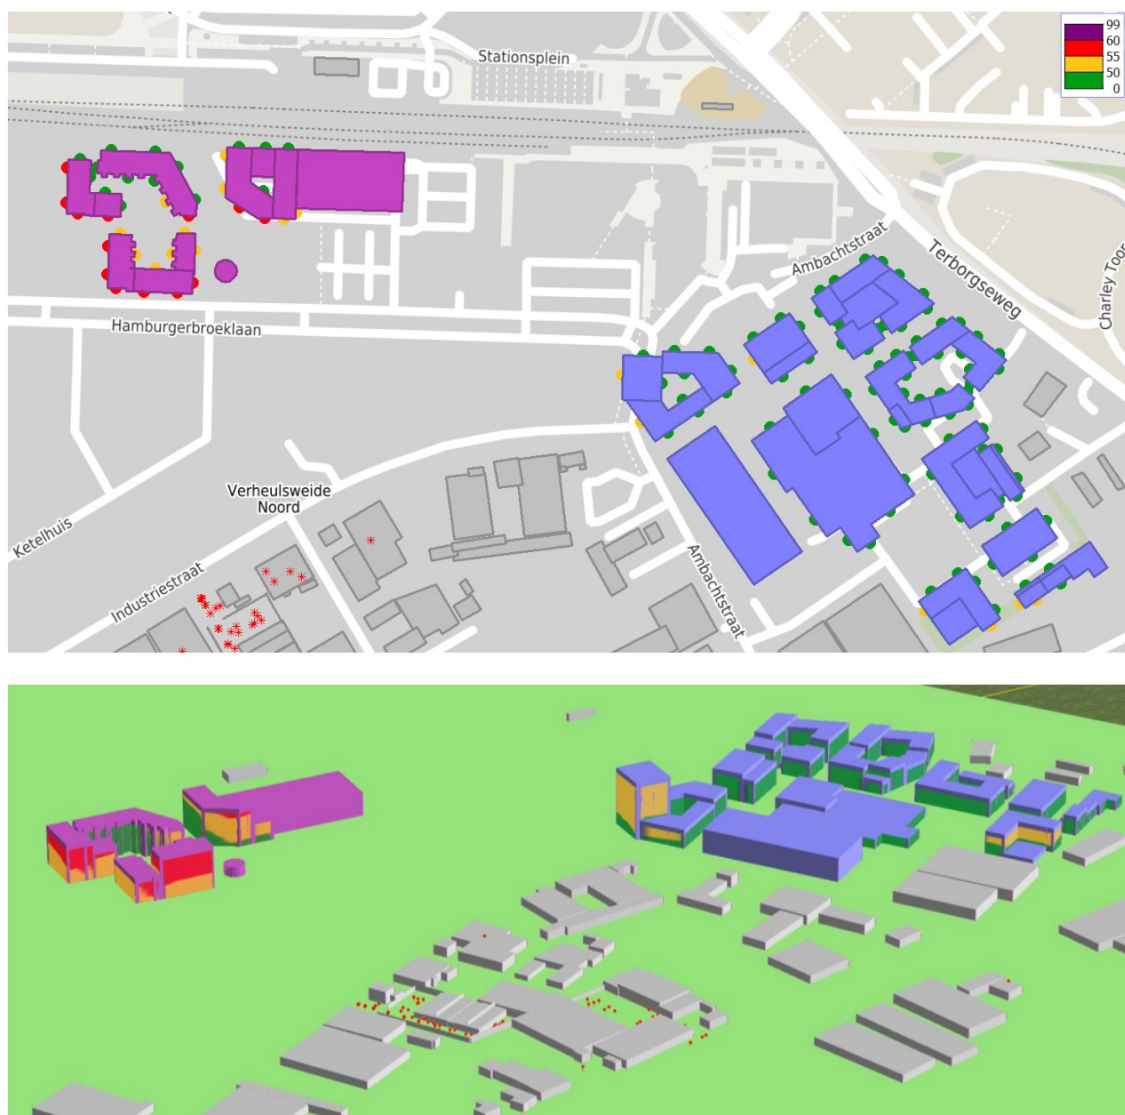 Stationsplein
99
60
55
50
0
Ambachtstraat
Terborgseweg
Charley Toor
Hamburgerbroeklaan
Verheulsweide
Noord
Ketelhuis
Industriestraat
Ambachtstraat